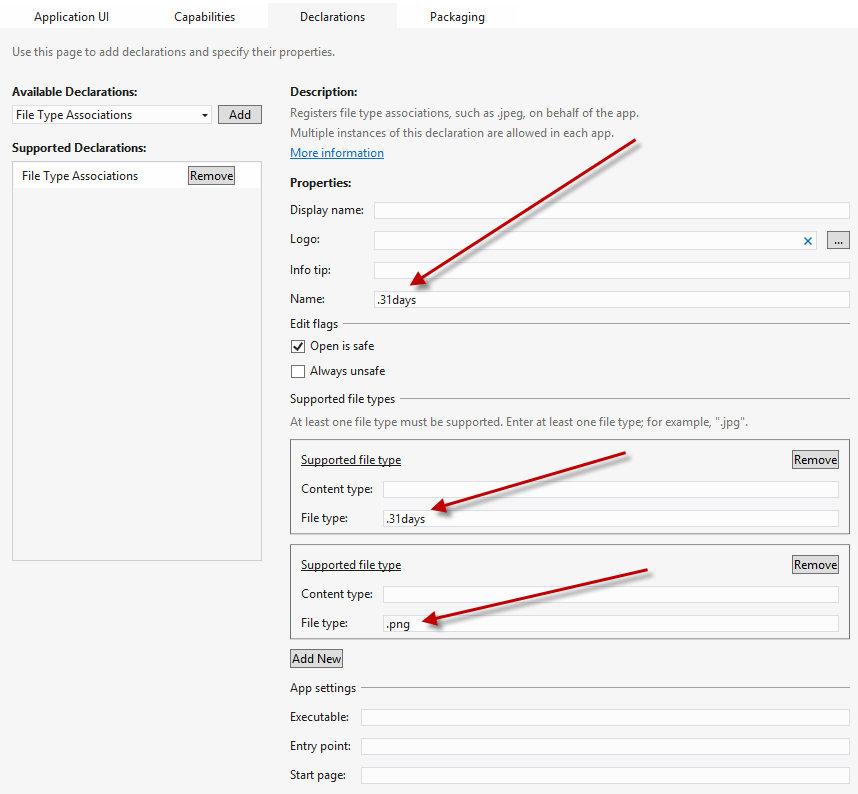 Application UI Capabilities Declarations Packaging
Use this page to add declarations and specify their properties.
Available Declarations:
File Type Associations Add
Supported Declarations:
File Type Associations Remove
Description:
Registers file type associations, such as .jpeg, on behalf of the app.
Multiple instances of this declaration are allowed in each app.
More information
Properties:
Display name:
Logo: ...
Info tip:
Name: .31days
Edit flags
Open is safe
Always unsafe
Supported file types
At least one file type must be supported. Enter at least one file type; for example, ".jpg".
Supported file type Remove
Content type:
File type: .31days
Supported file type Remove
Content type:
File type: .png
Add New
App settings
Executable:
Entry point:
Start page: